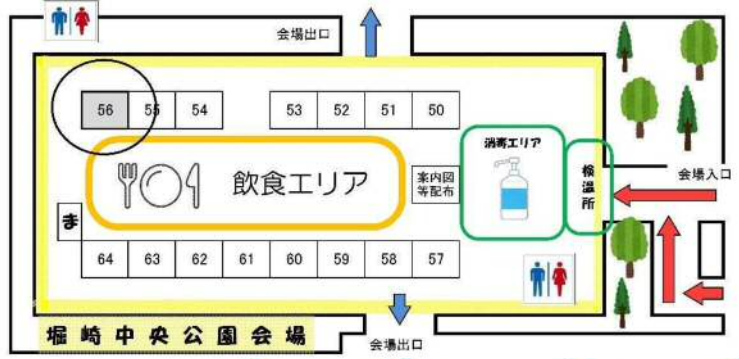 会場出口
56 55 54 53 52 51 50
消毒エリア
飲食エリア
案内図
等配布
検温所
会場入口
ま
64 63 62 61 60 59 58 57
堀崎中央公園会場
会場出口